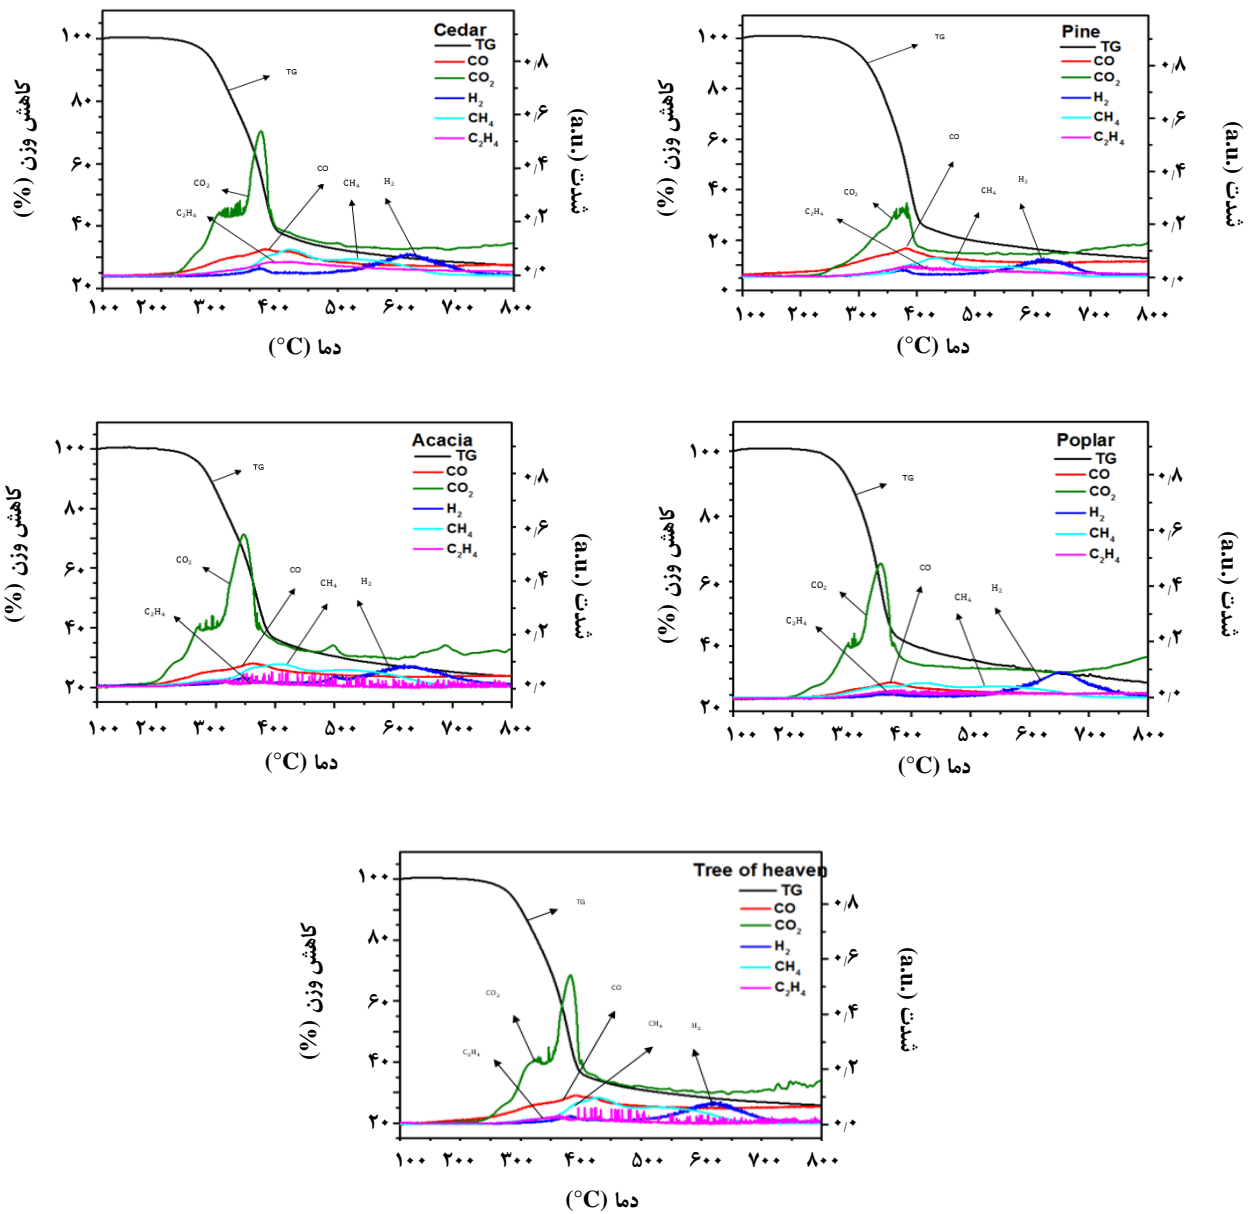 Cedar
TG
CO
CO₂
H₂
CH₄
C₂H₄
TG
CO₂
C₂H₄
CO
CH₄
H₂
۱۰۰
۸۰
۶۰
۴۰
۲۰
۰/۸
۰/۶
۰/۴
۰/۲
۰/۰
۱۰۰ ۲۰۰ ۳۰۰ ۴۰۰ ۵۰۰ ۶۰۰ ۷۰۰ ۸۰۰
کاهش وزن (%)
شدت (a.u.)
دما (°C)
Pine
TG
CO
CO₂
H₂
CH₄
C₂H₄
TG
CO
CO₂
C₂H₄
CH₄
H₂
۱۰۰
۸۰
۶۰
۴۰
۲۰
۰
۰/۸
۰/۶
۰/۴
۰/۲
۰/۰
۱۰۰ ۲۰۰ ۳۰۰ ۴۰۰ ۵۰۰ ۶۰۰ ۷۰۰ ۸۰۰
کاهش وزن (%)
شدت (a.u.)
دما (°C)
Acacia
TG
CO
CO₂
H₂
CH₄
C₂H₄
TG
CO₂
C₂H₄
CO
CH₄
H₂
۱۰۰
۸۰
۶۰
۴۰
۲۰
۰/۸
۰/۶
۰/۴
۰/۲
۰/۰
۱۰۰ ۲۰۰ ۳۰۰ ۴۰۰ ۵۰۰ ۶۰۰ ۷۰۰ ۸۰۰
کاهش وزن (%)
شدت (a.u.)
دما (°C)
Poplar
TG
CO
CO₂
H₂
CH₄
C₂H₄
TG
CO₂
C₂H₄
CO
CH₄
H₂
۱۰۰
۸۰
۶۰
۴۰
۲۰
۰/۸
۰/۶
۰/۴
۰/۲
۰/۰
۱۰۰ ۲۰۰ ۳۰۰ ۴۰۰ ۵۰۰ ۶۰۰ ۷۰۰ ۸۰۰
کاهش وزن (%)
شدت (a.u.)
دما (°C)
Tree of heaven
TG
CO
CO₂
H₂
CH₄
C₂H₄
TG
CO₂
C₂H₄
CO
CH₄
H₂
۱۰۰
۸۰
۶۰
۴۰
۲۰
۰/۸
۰/۶
۰/۴
۰/۲
۰/۰
۱۰۰ ۲۰۰ ۳۰۰ ۴۰۰ ۵۰۰ ۶۰۰ ۷۰۰ ۸۰۰
کاهش وزن (%)
شدت (a.u.)
دما (°C)